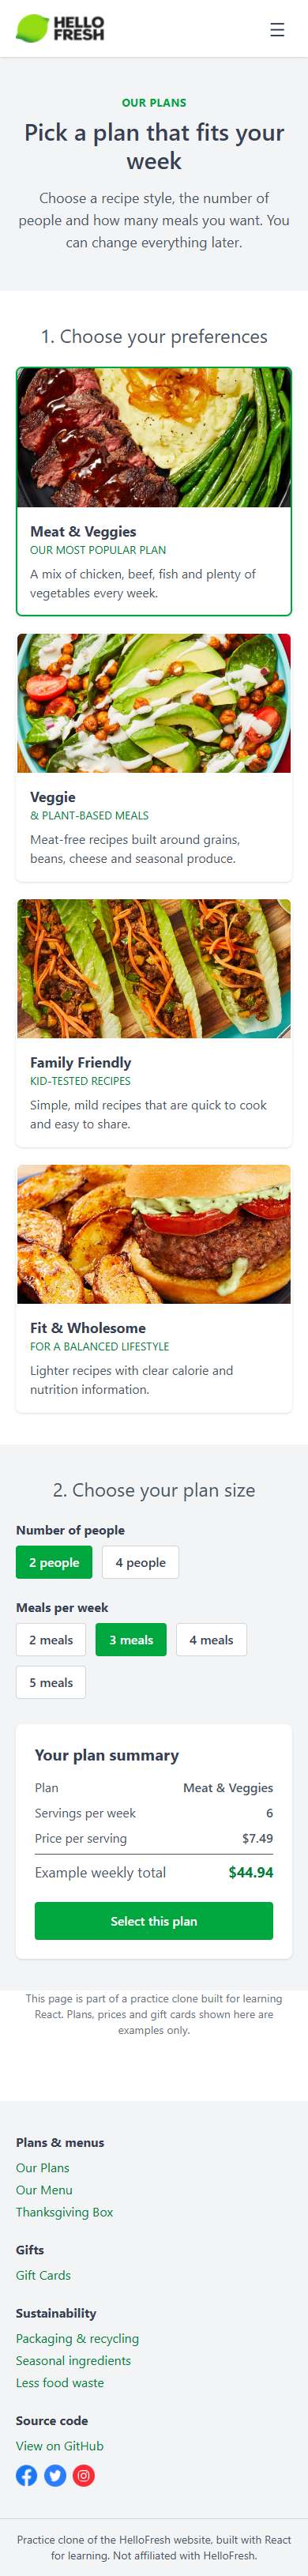 HELLO
FRESH
OUR PLANS
Pick a plan that fits your
week
Choose a recipe style, the number of
people and how many meals you want. You
can change everything later.
1. Choose your preferences
Meat & Veggies
OUR MOST POPULAR PLAN
A mix of chicken, beef, fish and plenty of
vegetables every week.
Veggie
& PLANT-BASED MEALS
Meat-free recipes built around grains,
beans, cheese and seasonal produce.
Family Friendly
KID-TESTED RECIPES
Simple, mild recipes that are quick to cook
and easy to share.
Fit & Wholesome
FOR A BALANCED LIFESTYLE
Lighter recipes with clear calorie and
nutrition information.
2. Choose your plan size
Number of people
2 people 4 people
Meals per week
2 meals 3 meals 4 meals
5 meals
Your plan summary
Plan Meat & Veggies
Servings per week 6
Price per serving $7.49
Example weekly total $44.94
Select this plan
This page is part of a practice clone built for learning
React. Plans, prices and gift cards shown here are
examples only.
Plans & menus
Our Plans
Our Menu
Thanksgiving Box
Gifts
Gift Cards
Sustainability
Packaging & recycling
Seasonal ingredients
Less food waste
Source code
View on GitHub
Practice clone of the HelloFresh website, built with React
for learning. Not affiliated with HelloFresh.